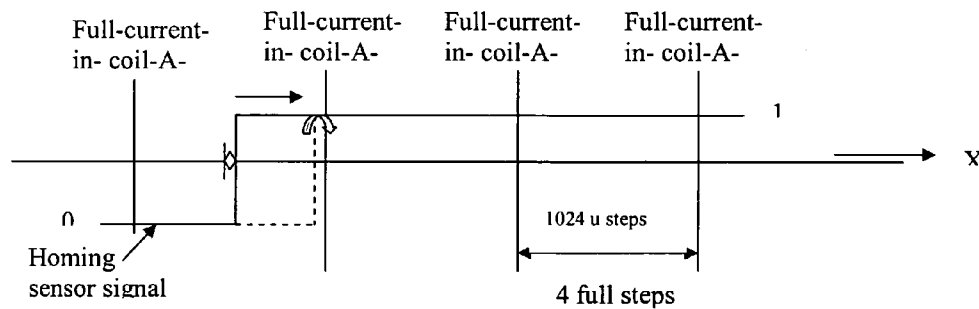 Full-current-
in- coil-A-
Full-current-
in- coil-A-
Full-current-
in- coil-A-
Full-current-
in- coil-A-
1
x
0
1024 u steps
Homing
sensor signal
4 full steps